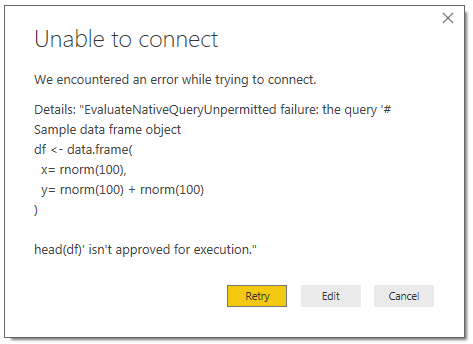 Unable to connect
We encountered an error while trying to connect.
Details: "EvaluateNativeQueryUnpermitted failure: the query '#
Sample data frame object
df <- data.frame(
x= rnorm(100),
y= rnorm(100) + rnorm(100)
)
head(df)' isn't approved for execution."
Retry
Edit
Cancel